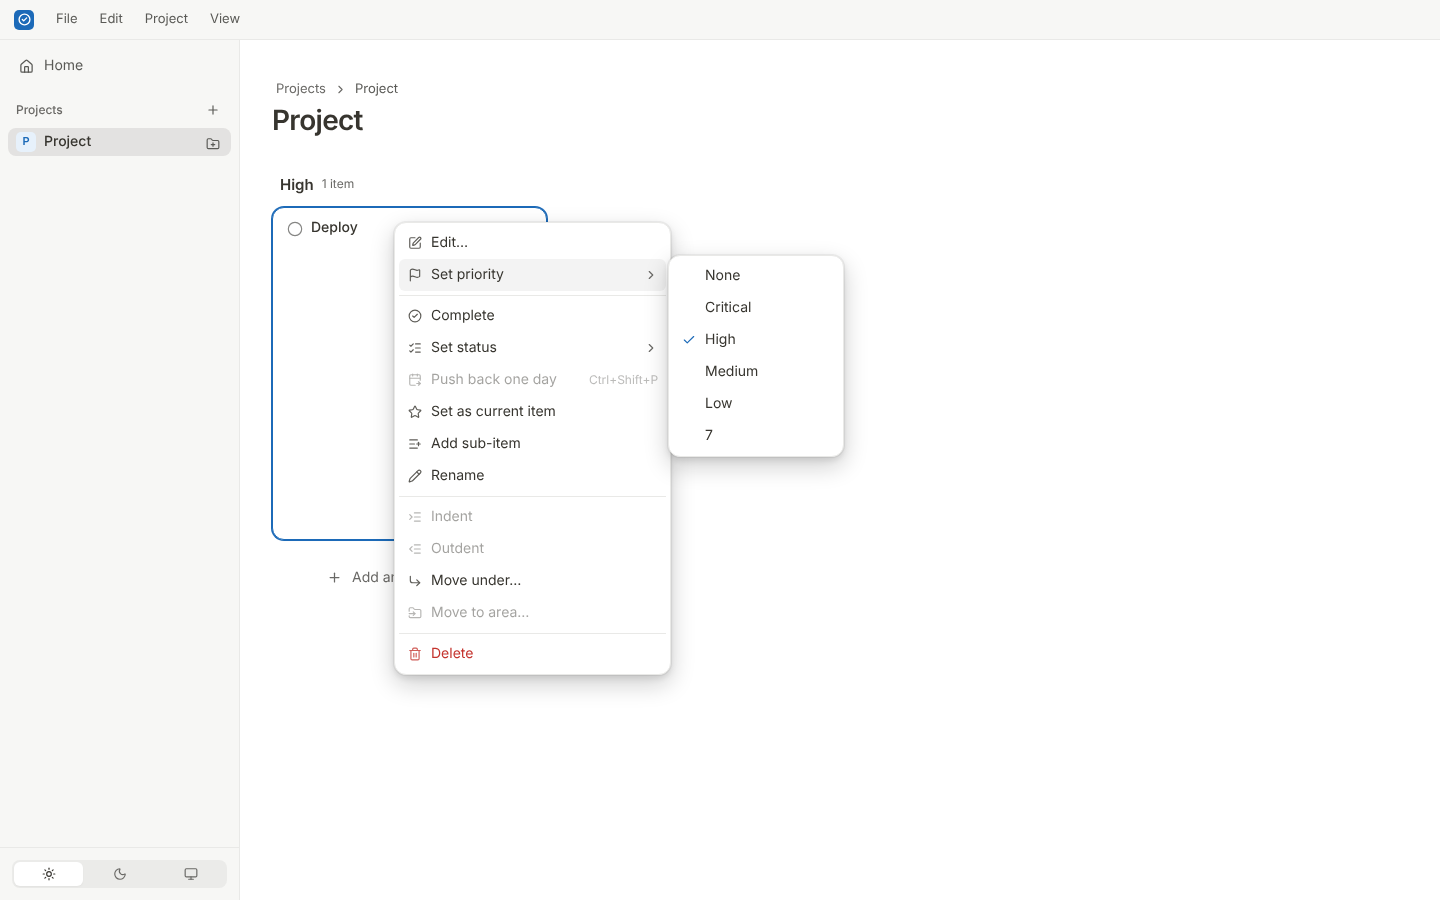 File Edit Project View
Home
Projects
P Project
Projects > Project
Project
High 1 item
Deploy
Add
Edit...
Set priority
Complete
Set status
Push back one day Ctrl+Shift+P
Set as current item
Add sub-item
Rename
Indent
Outdent
Move under...
Move to area...
Delete
None
Critical
High
Medium
Low
7